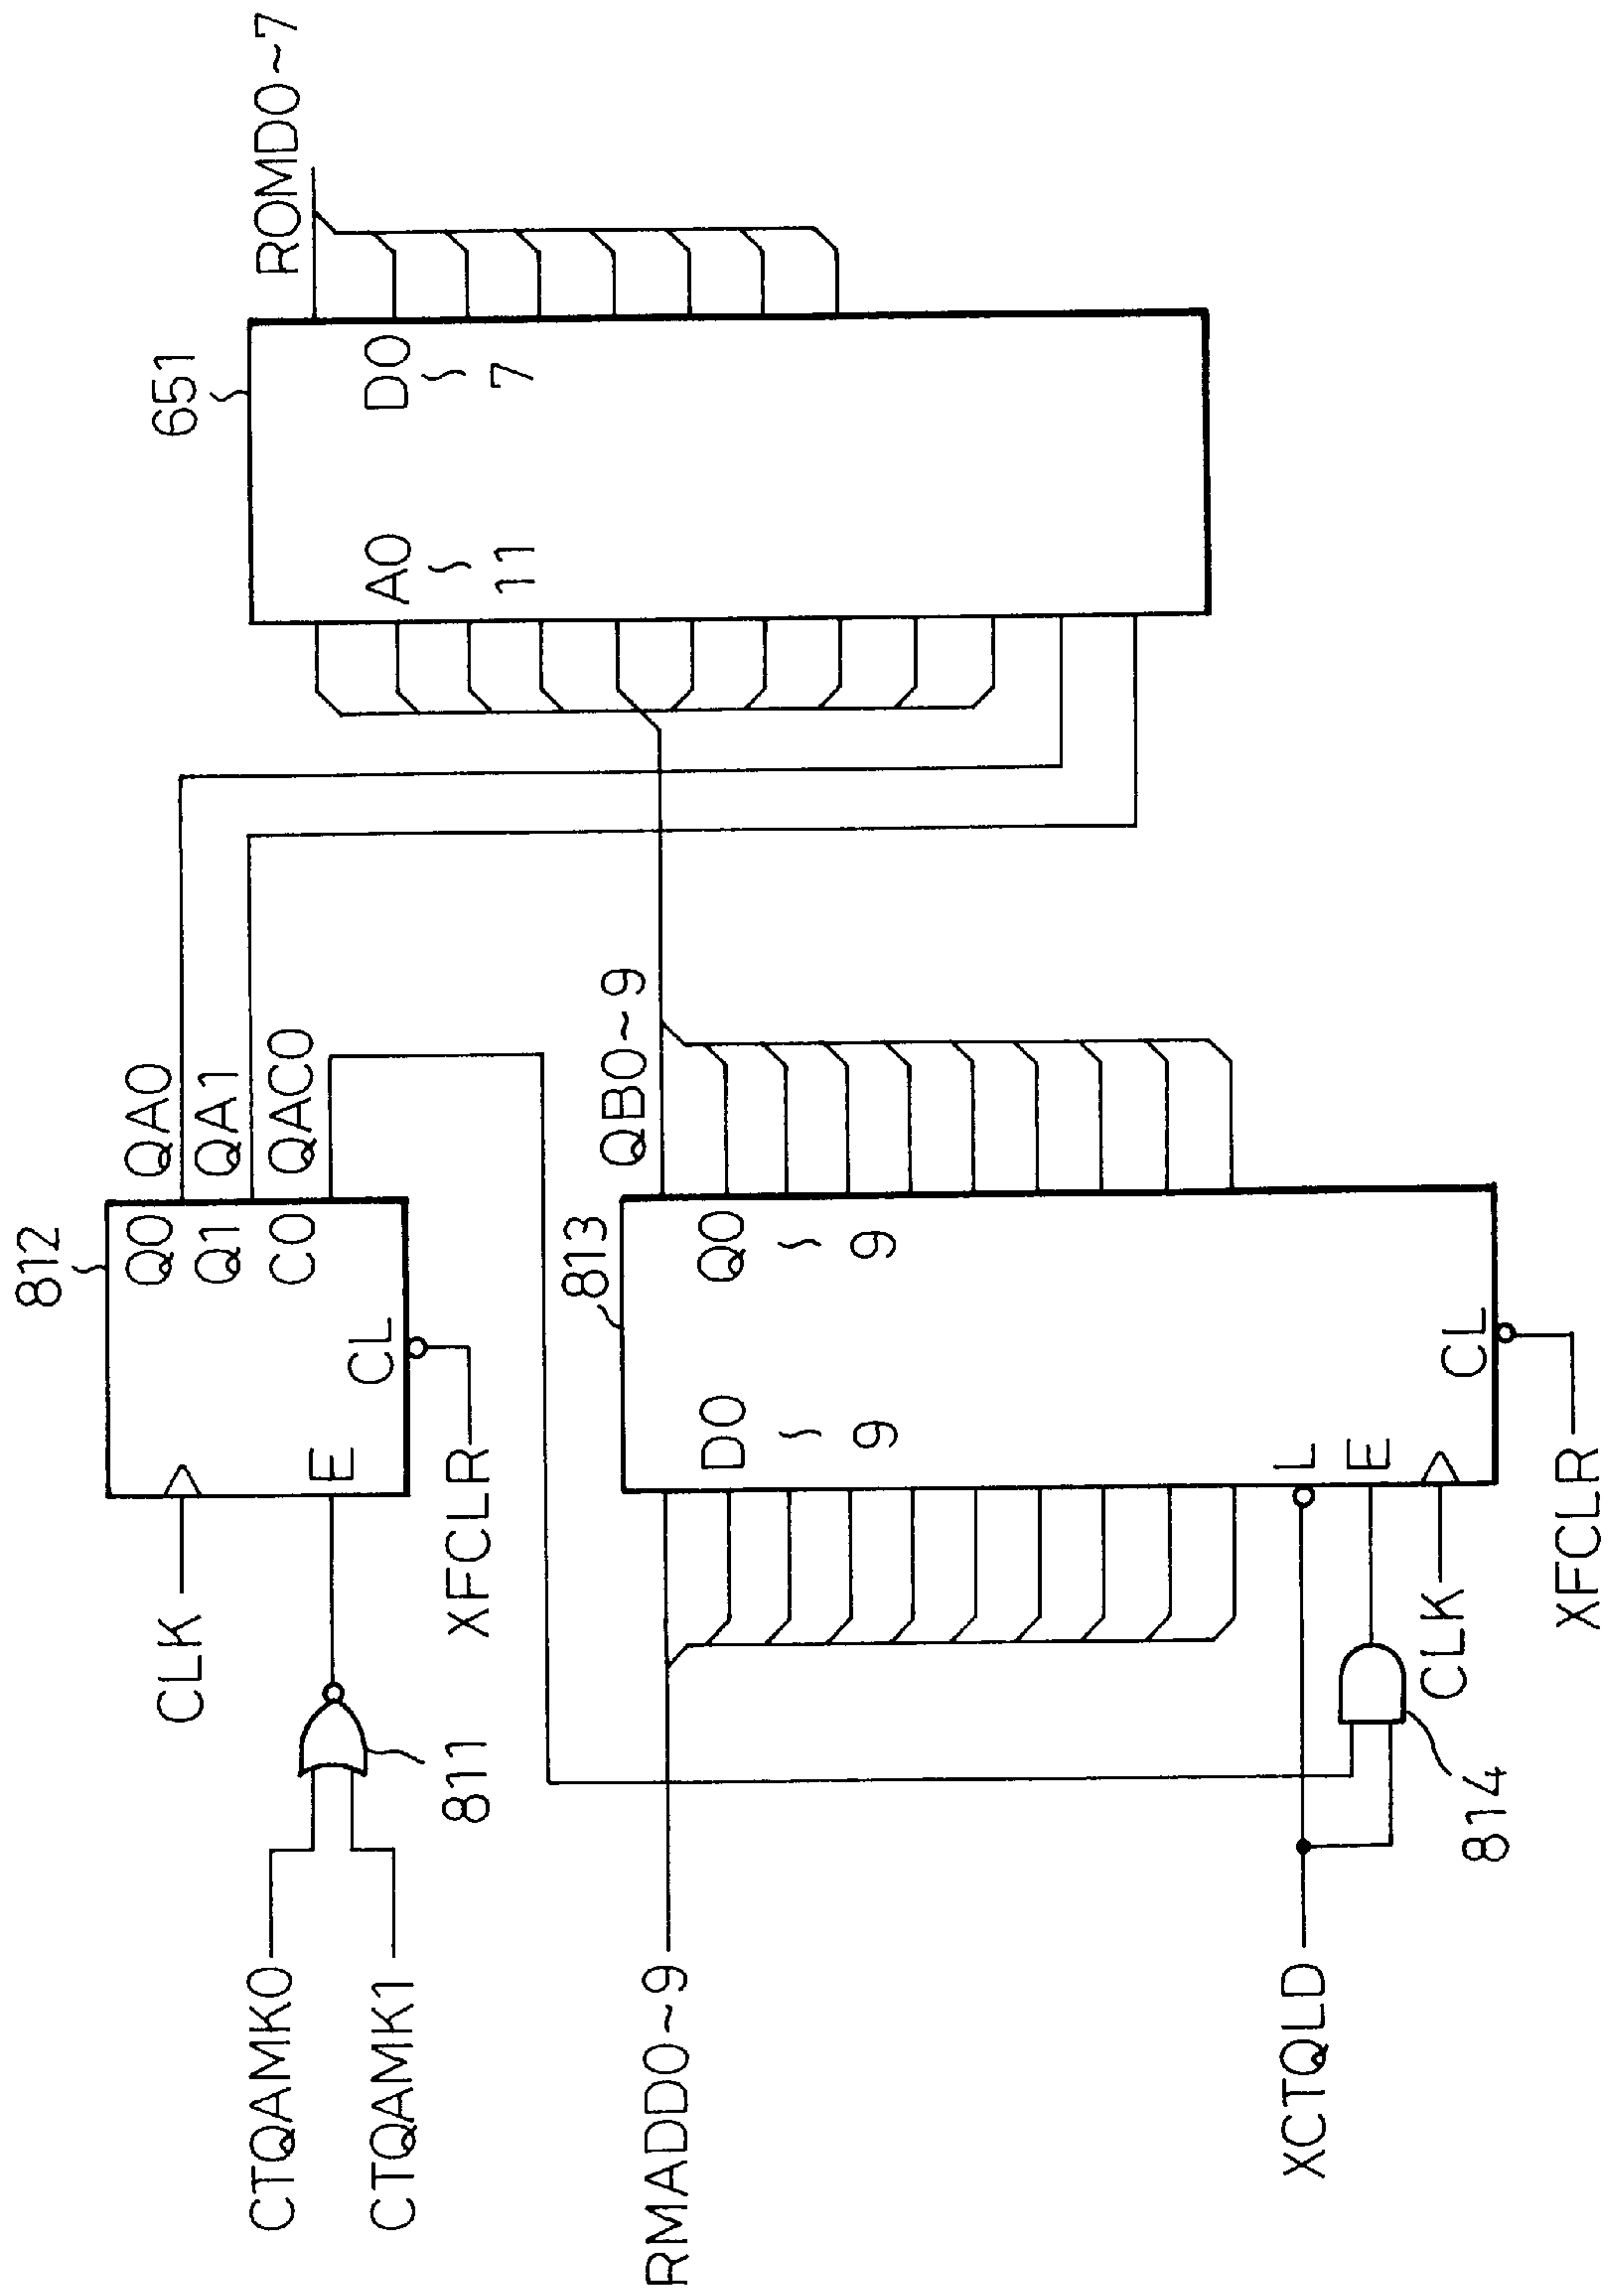 CTQAMK0
CTQAMK1
811
CLK
E
XFCLR
812
Q0
Q1
C0
CL
QA0
QA1
QAC0
RMADD0~9
XCTQLD
814
CLK
813
D0
~
9
L
E
Q0
~
9
CL
XFCLR
QB0~9
651
A0
~
11
D0
~
7
ROMD0~7